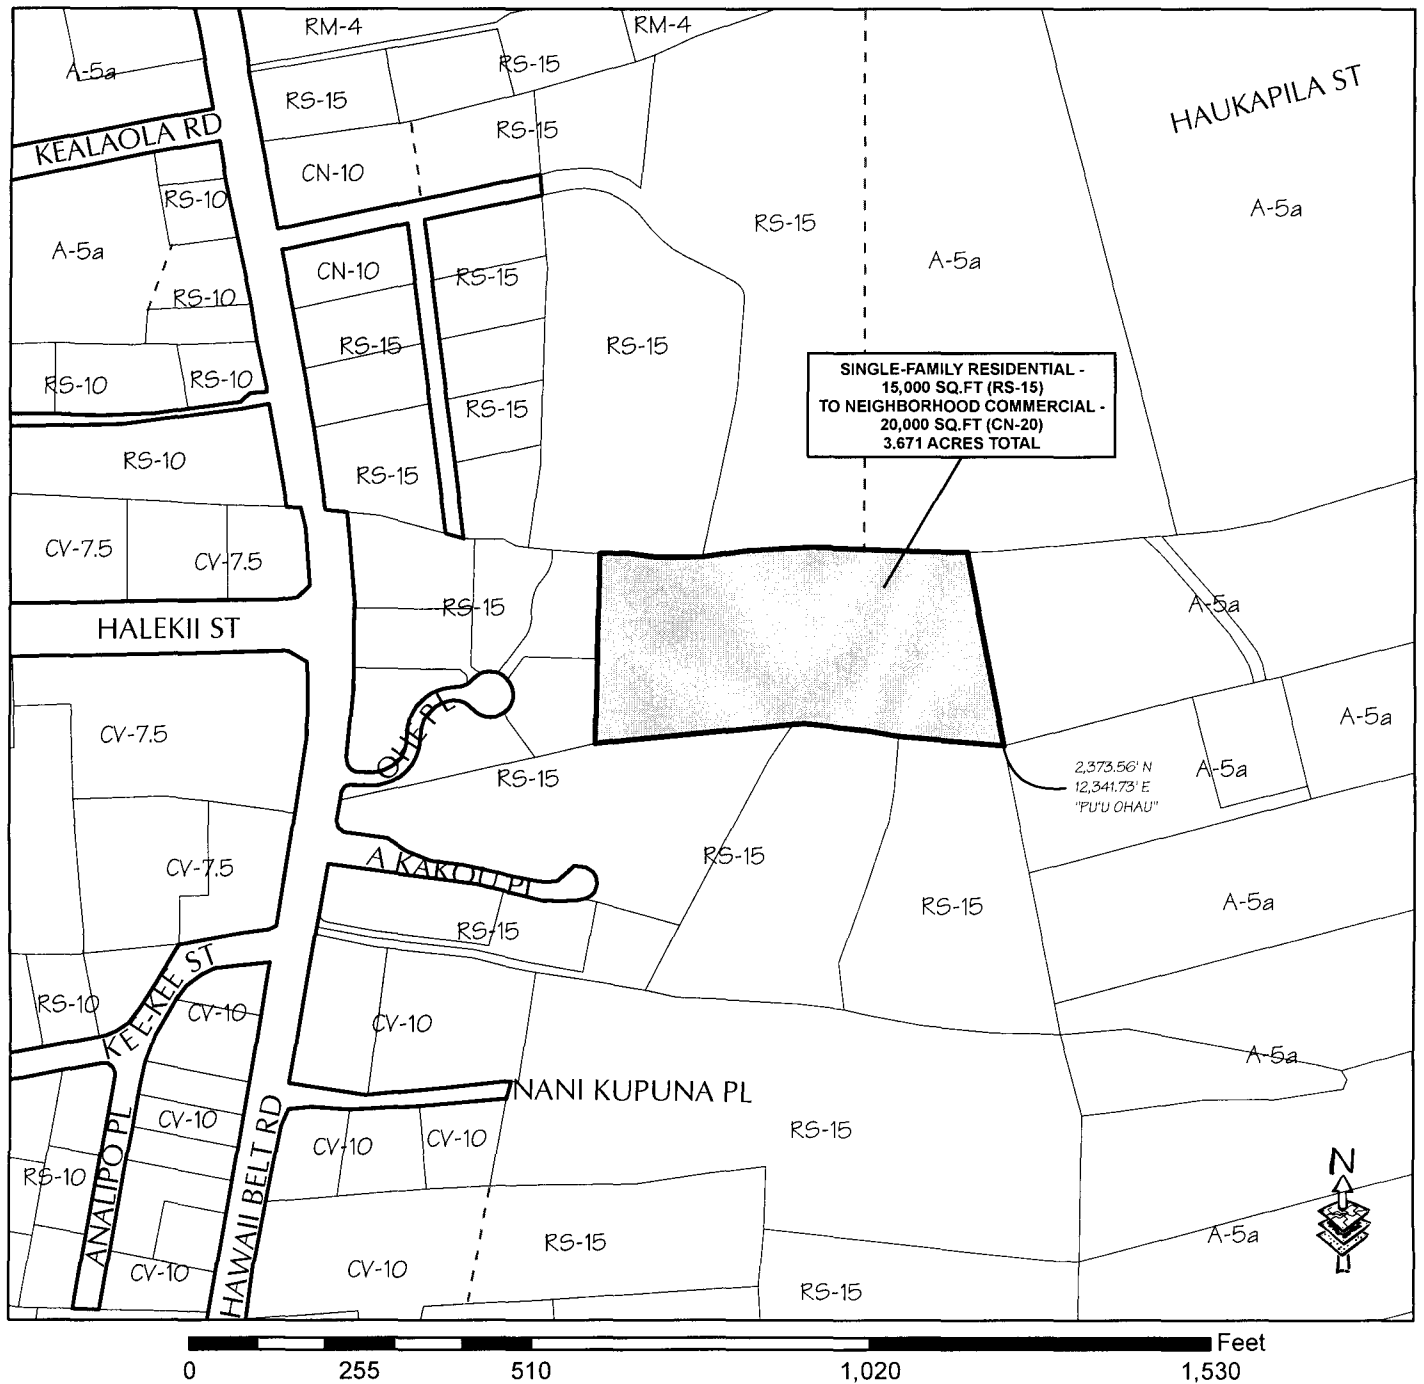 RM-4
RM-4
A-5a
RS-15
RS-15
HAUKAPILA ST
KEALAOLA RD
RS-15
CN-10
RS-10
A-5a
RS-15
A-5a
A-5a
CN-10
RS-15
RS-10
RS-15
RS-15
RS-10
RS-10
RS-15
SINGLE-FAMILY RESIDENTIAL -
15,000 SQ.FT (RS-15)
TO NEIGHBORHOOD COMMERCIAL -
20,000 SQ.FT (CN-20)
3.671 ACRES TOTAL
RS-10
RS-15
CV-7.5
CV-7.5
RS-15
A-5a
HALEKII ST
OHIE PL
CV-7.5
A-5a
RS-15
2,373.56' N
12,341.73' E
"PU'U OHAU"
A-5a
CV-7.5
A KAKOU PL
RS-15
RS-15
A-5a
RS-15
KEE-KEE ST
RS-10
CV-10
CV-10
A-5a
NANI KUPUNA PL
CV-10
CV-10
CV-10
RS-15
RS-10
ANALIPO PL
HAWAII BELT RD
N
RS-15
A-5a
CV-10
CV-10
RS-15
Feet
0 255 510 1,020 1,530